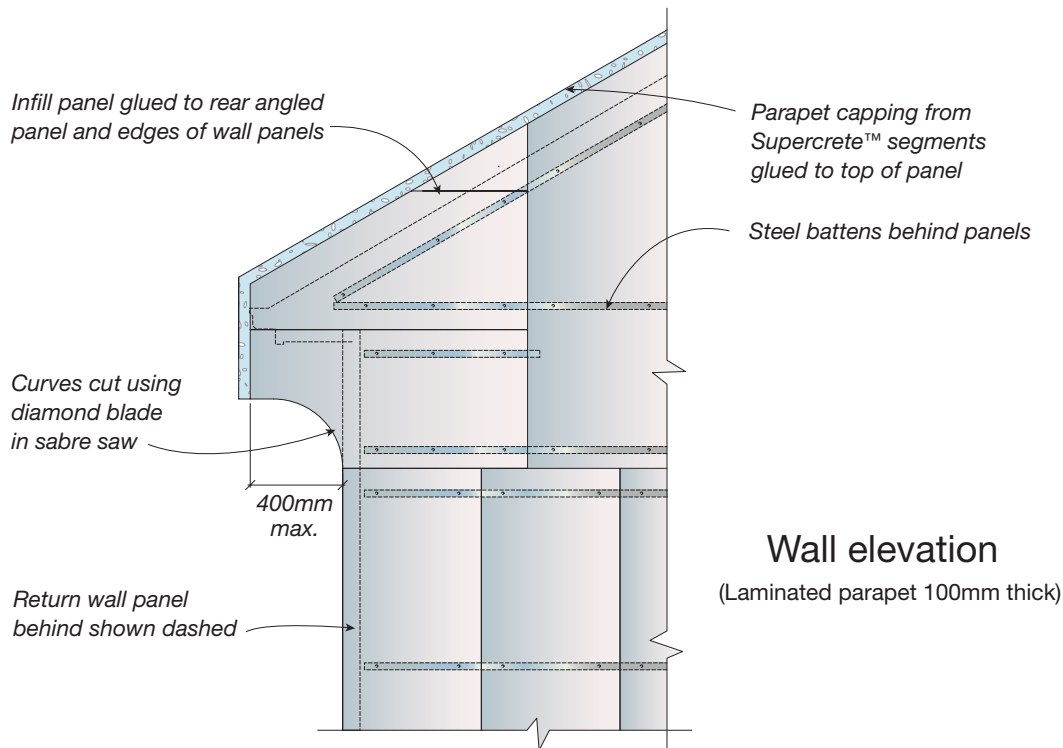 Infill panel glued to rear angled
panel and edges of wall panels
Parapet capping from
Supercrete™ segments
glued to top of panel
Steel battens behind panels
Curves cut using
diamond blade
in sabre saw
400mm
max.
Wall elevation
(Laminated parapet 100mm thick)
Return wall panel
behind shown dashed